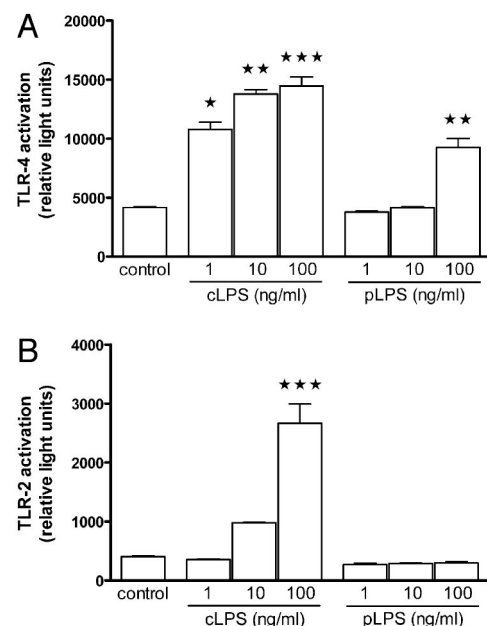 A
TLR-4 activation
(relative light units)
20000
15000
10000
5000
0
★
★★
★★★
★★
control
1 10 100
1 10 100
cLPS (ng/ml)
pLPS (ng/ml)
B
TLR-2 activation
(relative light units)
4000
3000
2000
1000
0
★★★
control
1 10 100
1 10 100
cLPS (ng/ml)
pLPS (ng/ml)